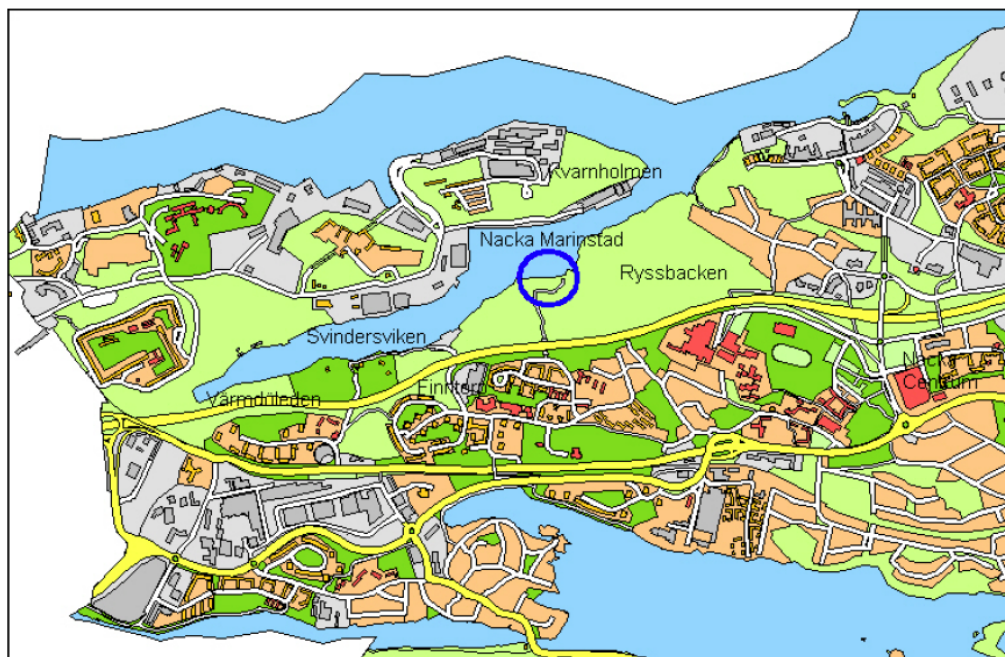 Kvarnholmen
Nacka Marinstad
Ryssbacken
Svindersviken
Nacka
Centrum
Finntorp
Värmdöleden